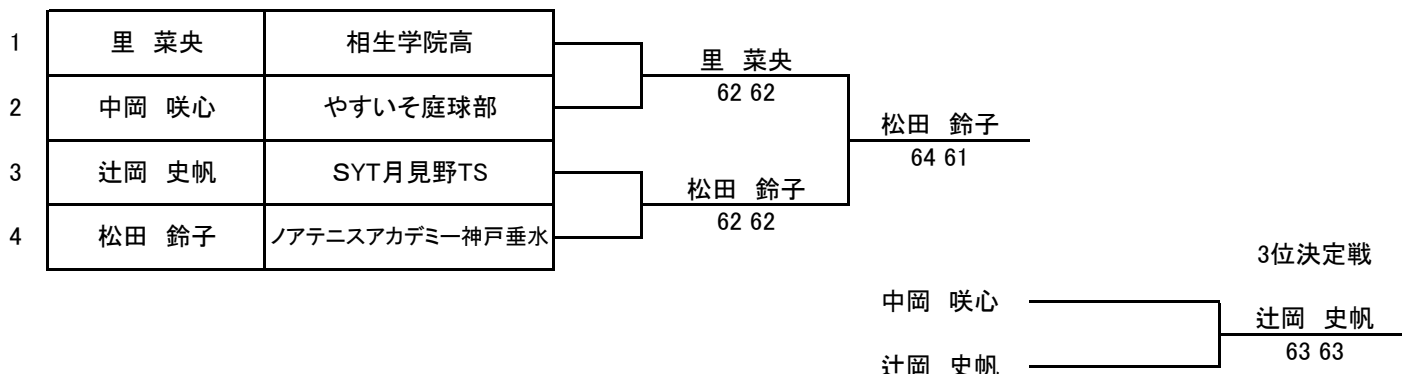 1 里 菜央 相生学院高
里 菜央
62 62
2 中岡 咲心 やすいそ庭球部
松田 鈴子
64 61
3 辻岡 史帆 SYT月見野TS
松田 鈴子
62 62
4 松田 鈴子 ノアテニスアカデミー神戸垂水
3位決定戦
中岡 咲心
辻岡 史帆
63 63
辻岡 史帆